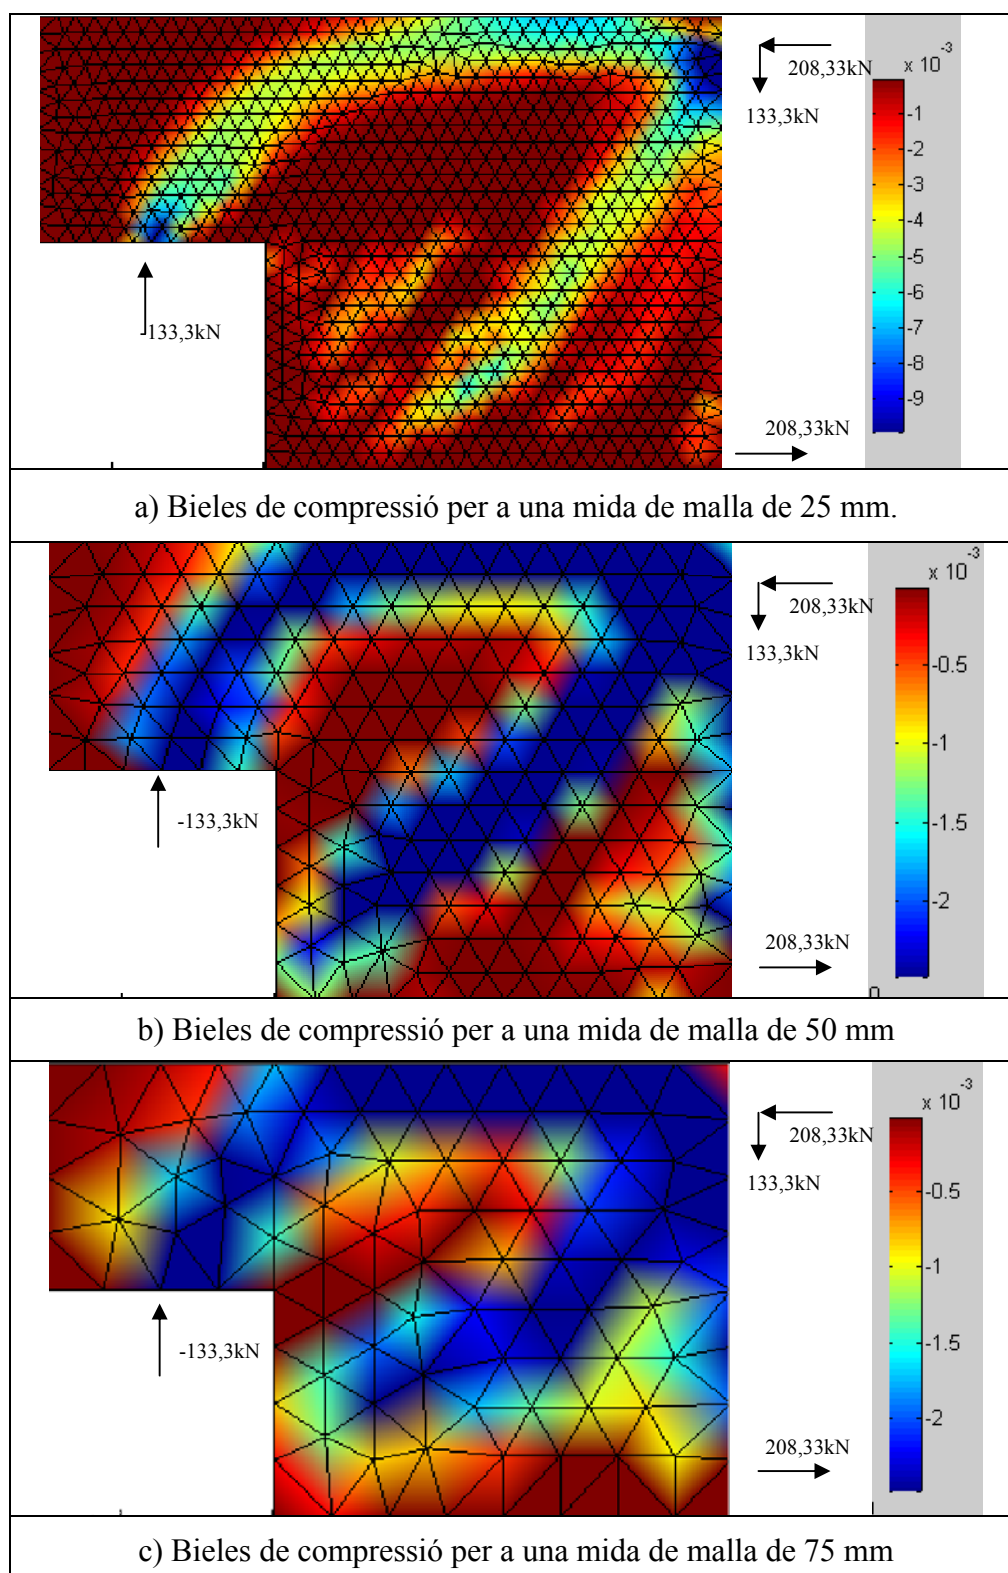 x 10
-3
208,33kN
133,3kN
-1
-2
-3
-4
-5
-6
-7
-8
-9
-133,3kN
208,33kN
a) Bieles de compressió per a una mida de malla de 25 mm.
-3
x 10
208,33kN
133,3kN
-0.5
-1
-1.5
-2
-133,3kN
208,33kN
0
b) Bieles de compressió per a una mida de malla de 50 mm
-3
x 10
208,33kN
133,3kN
-0.5
-1
-1.5
-2
-133,3kN
208,33kN
c) Bieles de compressió per a una mida de malla de 75 mm